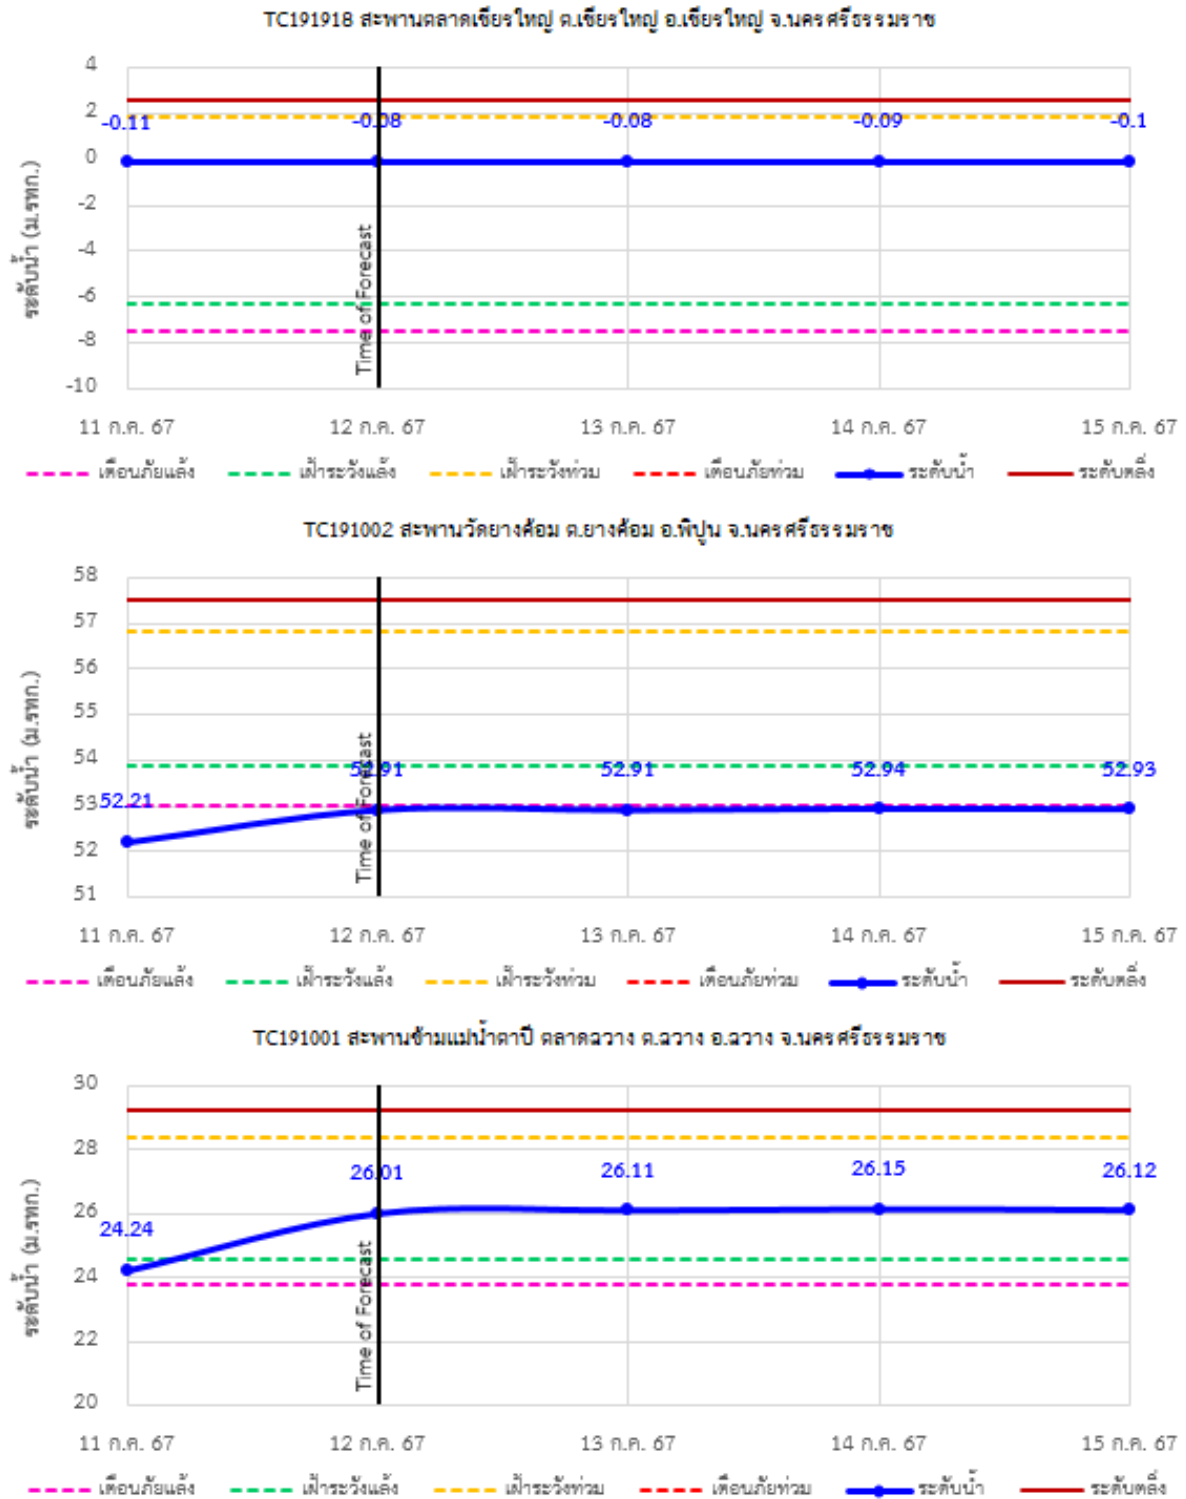 TC191918 สะพานตลาดเชียรใหญ่ ต.เชียรใหญ่ อ.เชียรใหญ่ จ.นครศรีธรรมราช
4
2
0
-2
-4
-6
-8
-10
ระดับน้ำ (ม.รทก.)
-0.11 -0.08 -0.08 -0.09 -0.1
Time of Forecast
11 ก.ค. 67 12 ก.ค. 67 13 ก.ค. 67 14 ก.ค. 67 15 ก.ค. 67
เตือนภัยแล้ง เฝ้าระวังแล้ง เฝ้าระวังท่วม เตือนภัยท่วม ระดับน้ำ ระดับตลิ่ง
TC191002 สะพานวัดยางค้อม ต.ยางค้อม อ.พิปูน จ.นครศรีธรรมราช
58
57
56
55
54
53
52
51
ระดับน้ำ (ม.รทก.)
52.21 52.91 52.91 52.94 52.93
Time of Forecast
11 ก.ค. 67 12 ก.ค. 67 13 ก.ค. 67 14 ก.ค. 67 15 ก.ค. 67
เตือนภัยแล้ง เฝ้าระวังแล้ง เฝ้าระวังท่วม เตือนภัยท่วม ระดับน้ำ ระดับตลิ่ง
TC191001 สะพานข้ามแม่น้ำตาปี ตลาดฉวาง ต.ฉวาง อ.ฉวาง จ.นครศรีธรรมราช
30
28
26
24
22
20
ระดับน้ำ (ม.รทก.)
24.24 26.01 26.11 26.15 26.12
Time of Forecast
11 ก.ค. 67 12 ก.ค. 67 13 ก.ค. 67 14 ก.ค. 67 15 ก.ค. 67
เตือนภัยแล้ง เฝ้าระวังแล้ง เฝ้าระวังท่วม เตือนภัยท่วม ระดับน้ำ ระดับตลิ่ง